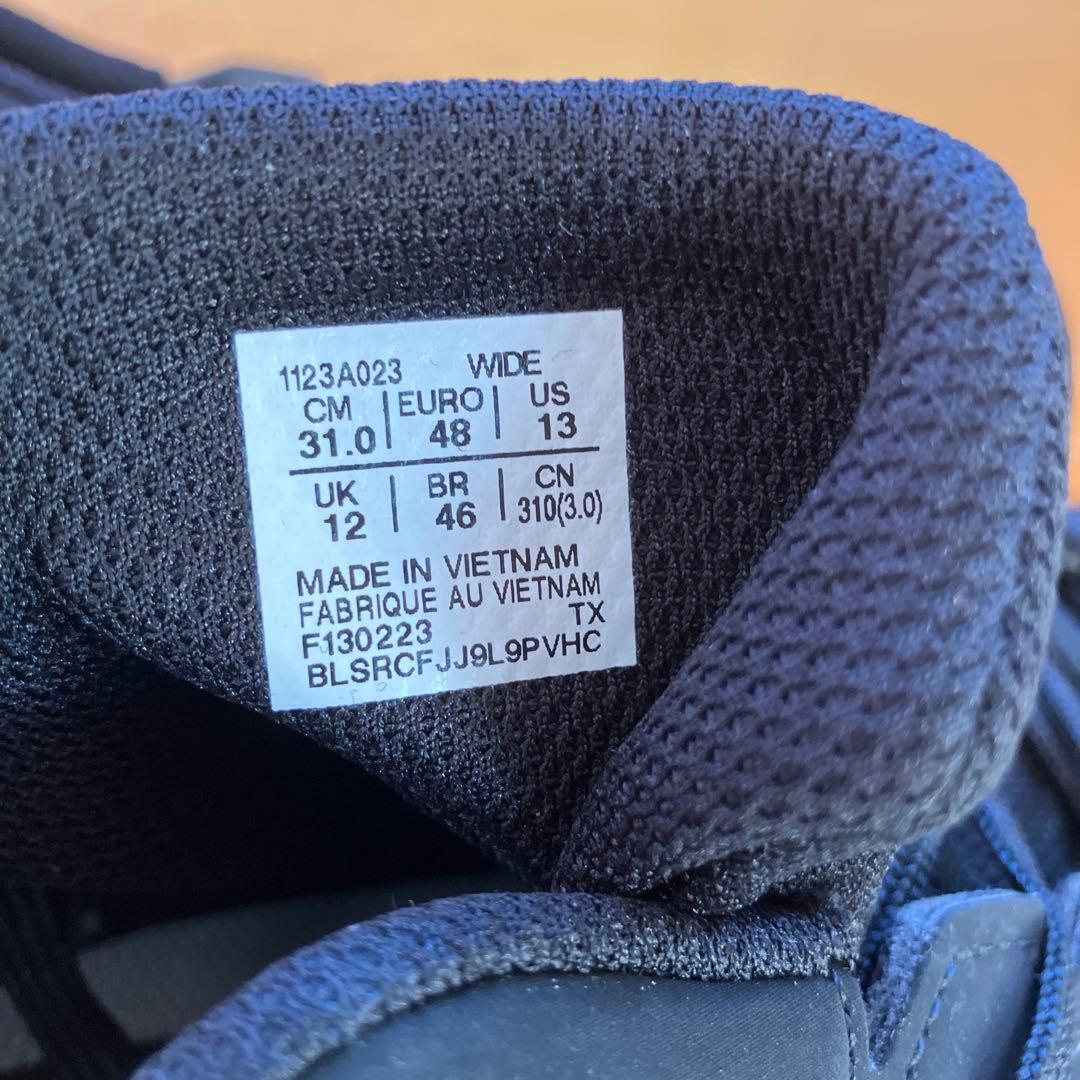 1123A023 WIDE
CM EURO US
31.0 48 13
UK BR CN
12 46 310(3.0)
MADE IN VIETNAM
FABRIQUE AU VIETNAM
F130223 TX
BLSRCFJJ9L9PVHC